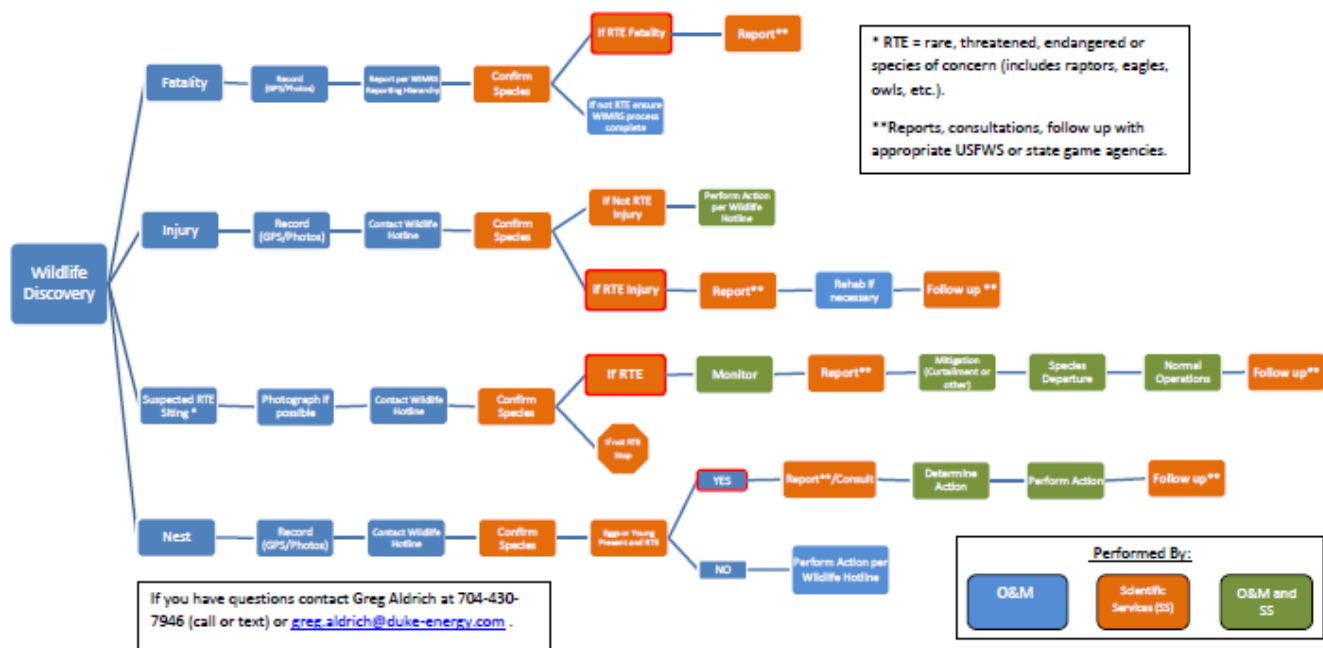 Wildlife
Discovery
Fatality
Record
(GPS/Photos)
Report per WIMRS
Reporting Hierarchy
Confirm
Species
If RTE Fatality
Report**
If not RTE ensure
WIMRS process
complete
Injury
Record
(GPS/Photos)
Contact Wildlife
Hotline
Confirm
Species
If Not RTE
Injury
Perform Action
per Wildlife
Hotline
If RTE Injury
Report**
Rehab if
necessary
Follow up **
Suspected RTE
Siting *
Photograph if
possible
Contact Wildlife
Hotline
Confirm
Species
If RTE
Monitor
Report**
Mitigation
(Curtailment or
other)
Species
Departure
Normal
Operations
Follow up**
If not RTE
Stop
Nest
Record
(GPS/Photos)
Contact Wildlife
Hotline
Confirm
Species
Eggs or Young
Present and RTE
YES
Report**/Consult
Determine
Action
Perform Action
Follow up**
NO
Perform Action per
Wildlife Hotline
* RTE = rare, threatened, endangered or
species of concern (includes raptors, eagles,
owls, etc.).
**Reports, consultations, follow up with
appropriate USFWS or state game agencies.
If you have questions contact Greg Aldrich at 704-430-
7946 (call or text) or greg.aldrich@duke-energy.com .
Performed By:
O&M
Scientific
Services (SS)
O&M and
SS